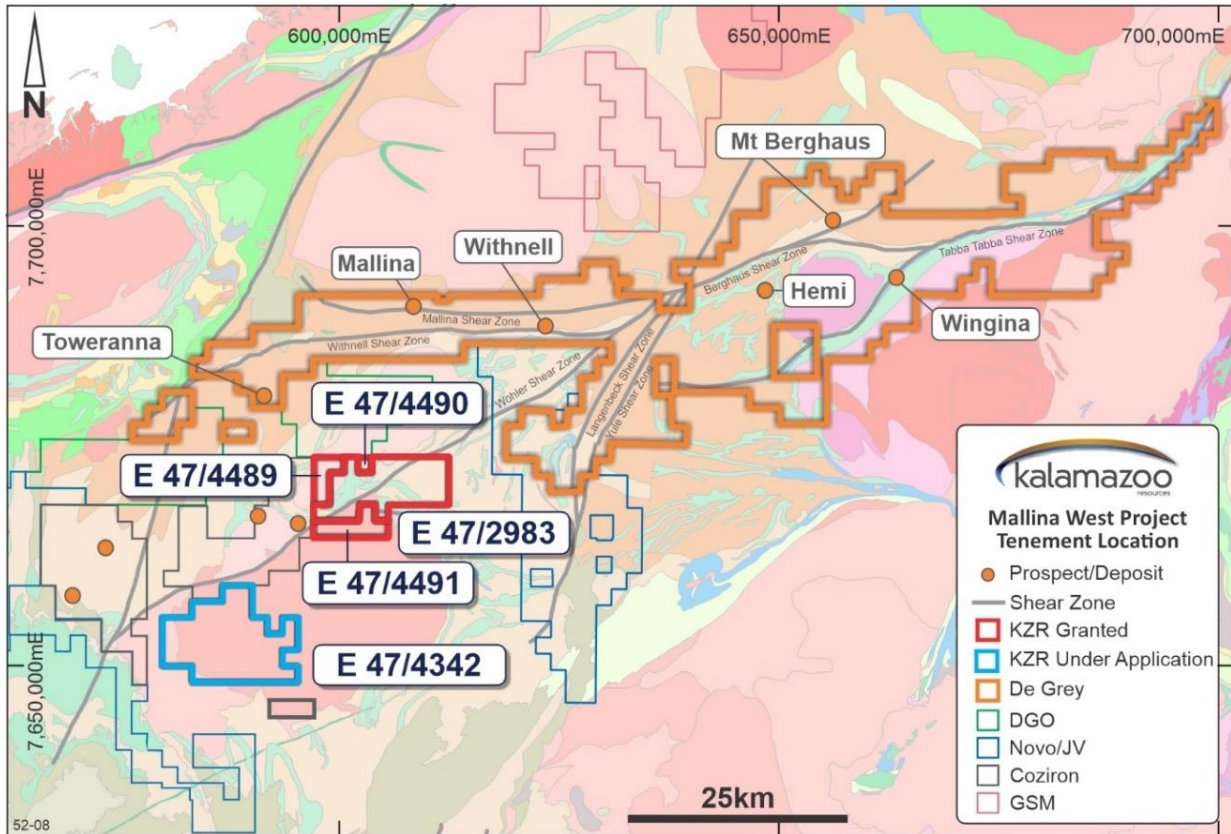 600,000mE
650,000mE
700,000mE
N
7,700,000mE
7,650,000mE
Mt Berghaus
Withnell
Mallina
Toweranna
Hemi
Wingina
Tabba Tabba Shear Zone
Berghaus Shear Zone
Mallina Shear Zone
Withnell Shear Zone
Wohler Shear Zone
Langenbeck Shear Zone
Yule Shear Zone
E 47/4490
E 47/4489
E 47/2983
E 47/4491
E 47/4342
kalamazoo
resources
Mallina West Project
Tenement Location
Prospect/Deposit
Shear Zone
KZR Granted
KZR Under Application
De Grey
DGO
Novo/JV
Coziron
GSM
25km
52-08